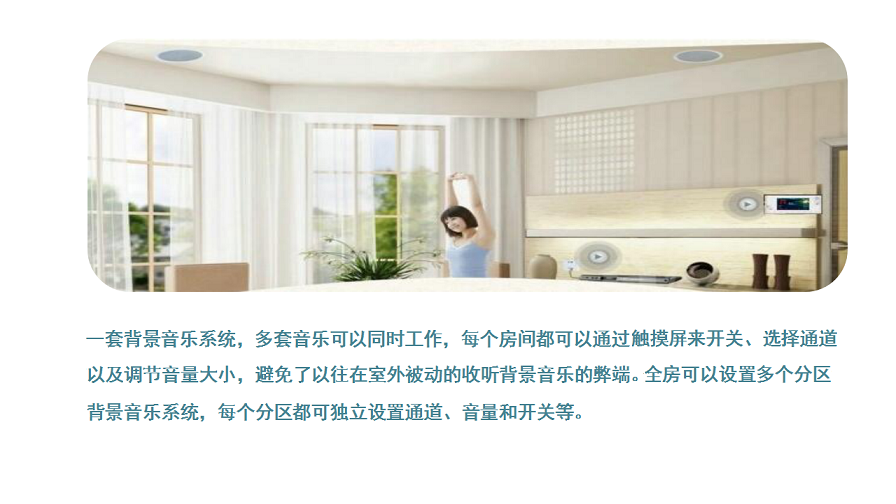 一套背景音乐系统，多套音乐可以同时工作，每个房间都可以通过触摸屏来开关、选择通道
以及调节音量大小，避免了以往在室外被动的收听背景音乐的弊端。全房可以设置多个分区
背景音乐系统，每个分区都可独立设置通道、音量和开关等。